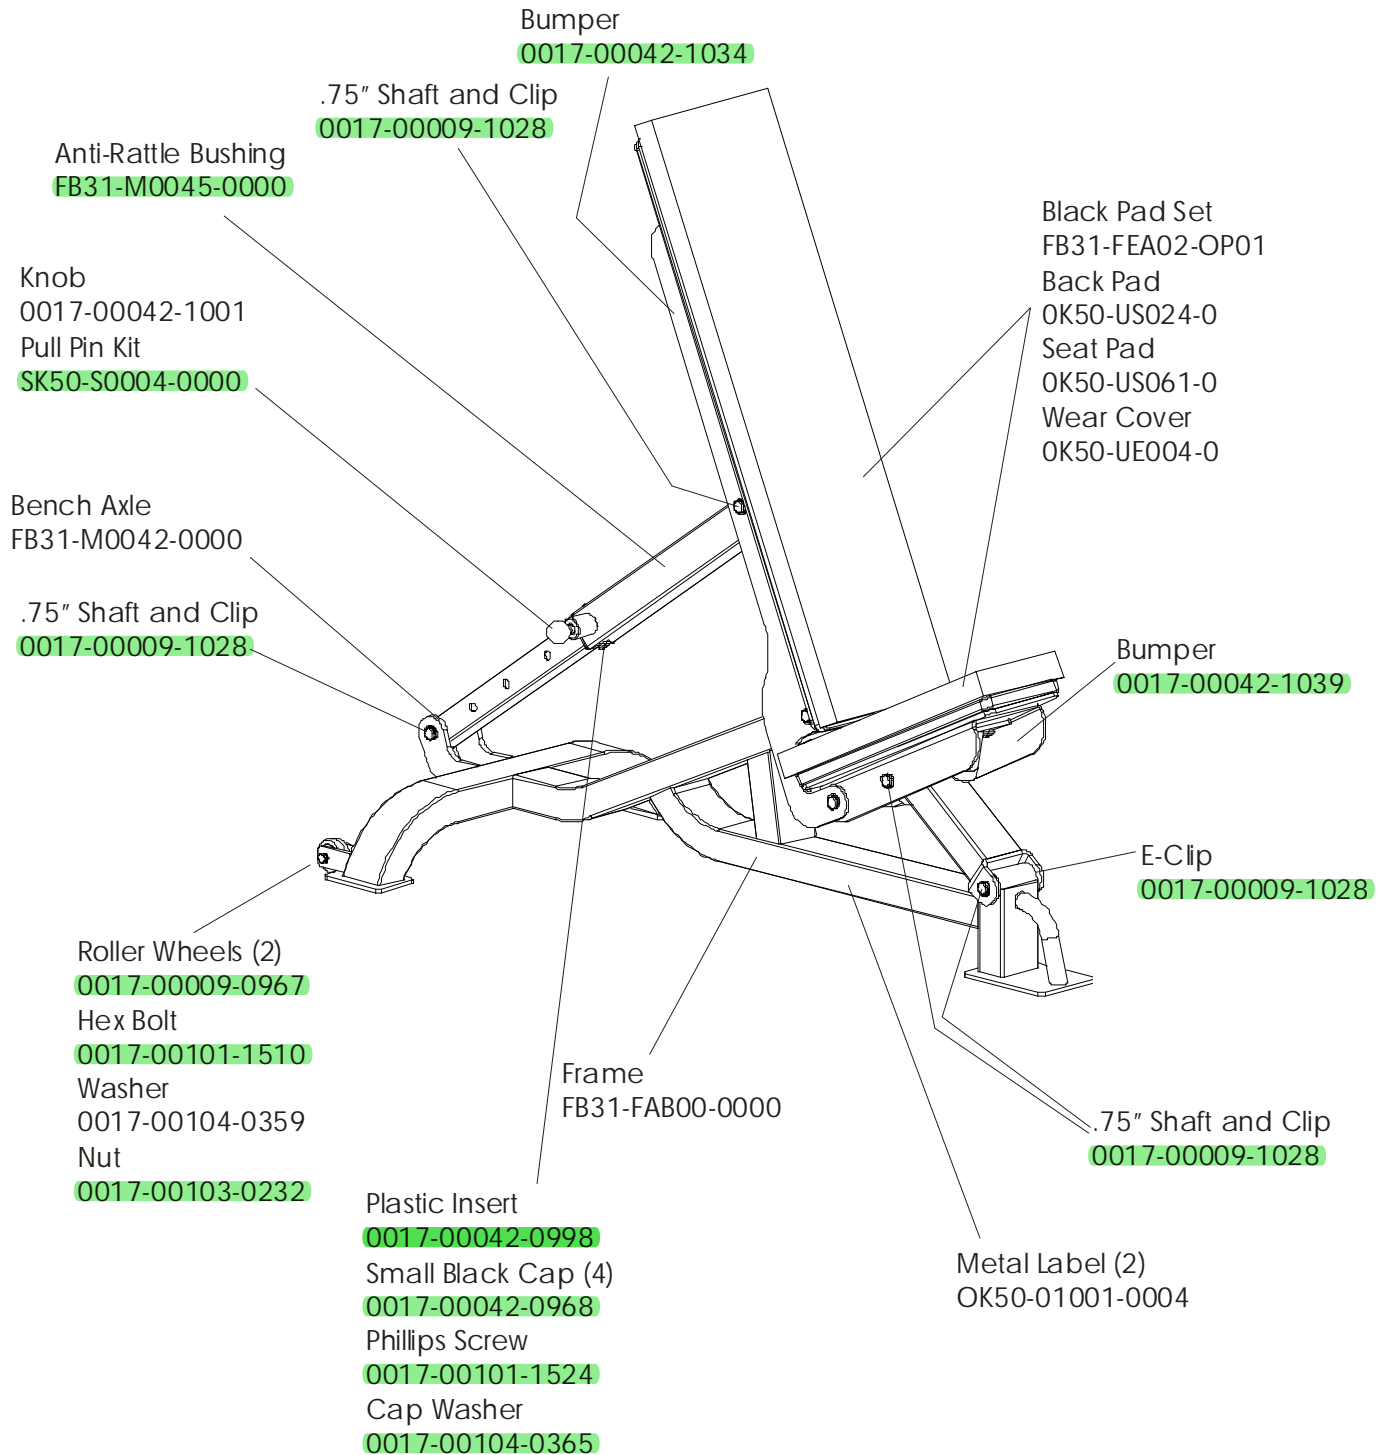 Bumper
0017-00042-1034
.75" Shaft and Clip
0017-00009-1028
Anti-Rattle Bushing
FB31-M0045-0000
Black Pad Set
FB31-FEA02-OP01
Back Pad
0K50-US024-0
Seat Pad
0K50-US061-0
Wear Cover
0K50-UE004-0
Knob
0017-00042-1001
Pull Pin Kit
SK50-S0004-0000
Bench Axle
FB31-M0042-0000
.75" Shaft and Clip
0017-00009-1028
Bumper
0017-00042-1039
E-Clip
0017-00009-1028
Roller Wheels (2)
0017-00009-0967
Hex Bolt
0017-00101-1510
Washer
0017-00104-0359
Nut
0017-00103-0232
Frame
FB31-FAB00-0000
.75" Shaft and Clip
0017-00009-1028
Plastic Insert
0017-00042-0998
Small Black Cap (4)
0017-00042-0968
Phillips Screw
0017-00101-1524
Cap Washer
0017-00104-0365
Metal Label (2)
OK50-01001-0004